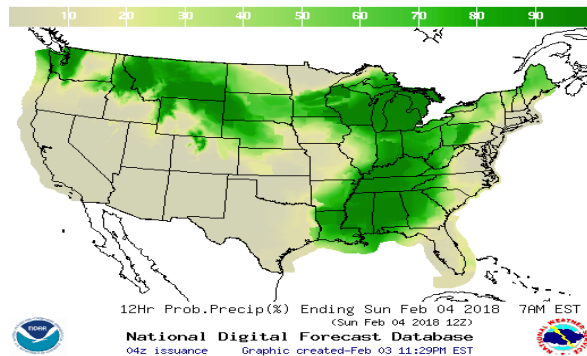 10 20 30 40 50 60 70 80 90
12Hr Prob.Precip(%) Ending Sun Feb 04 2018 7AM EST
(Sun Feb 04 2018 12Z)
National Digital Forecast Database
04z issuance Graphic created-Feb 03 11:29PM EST
NOAA